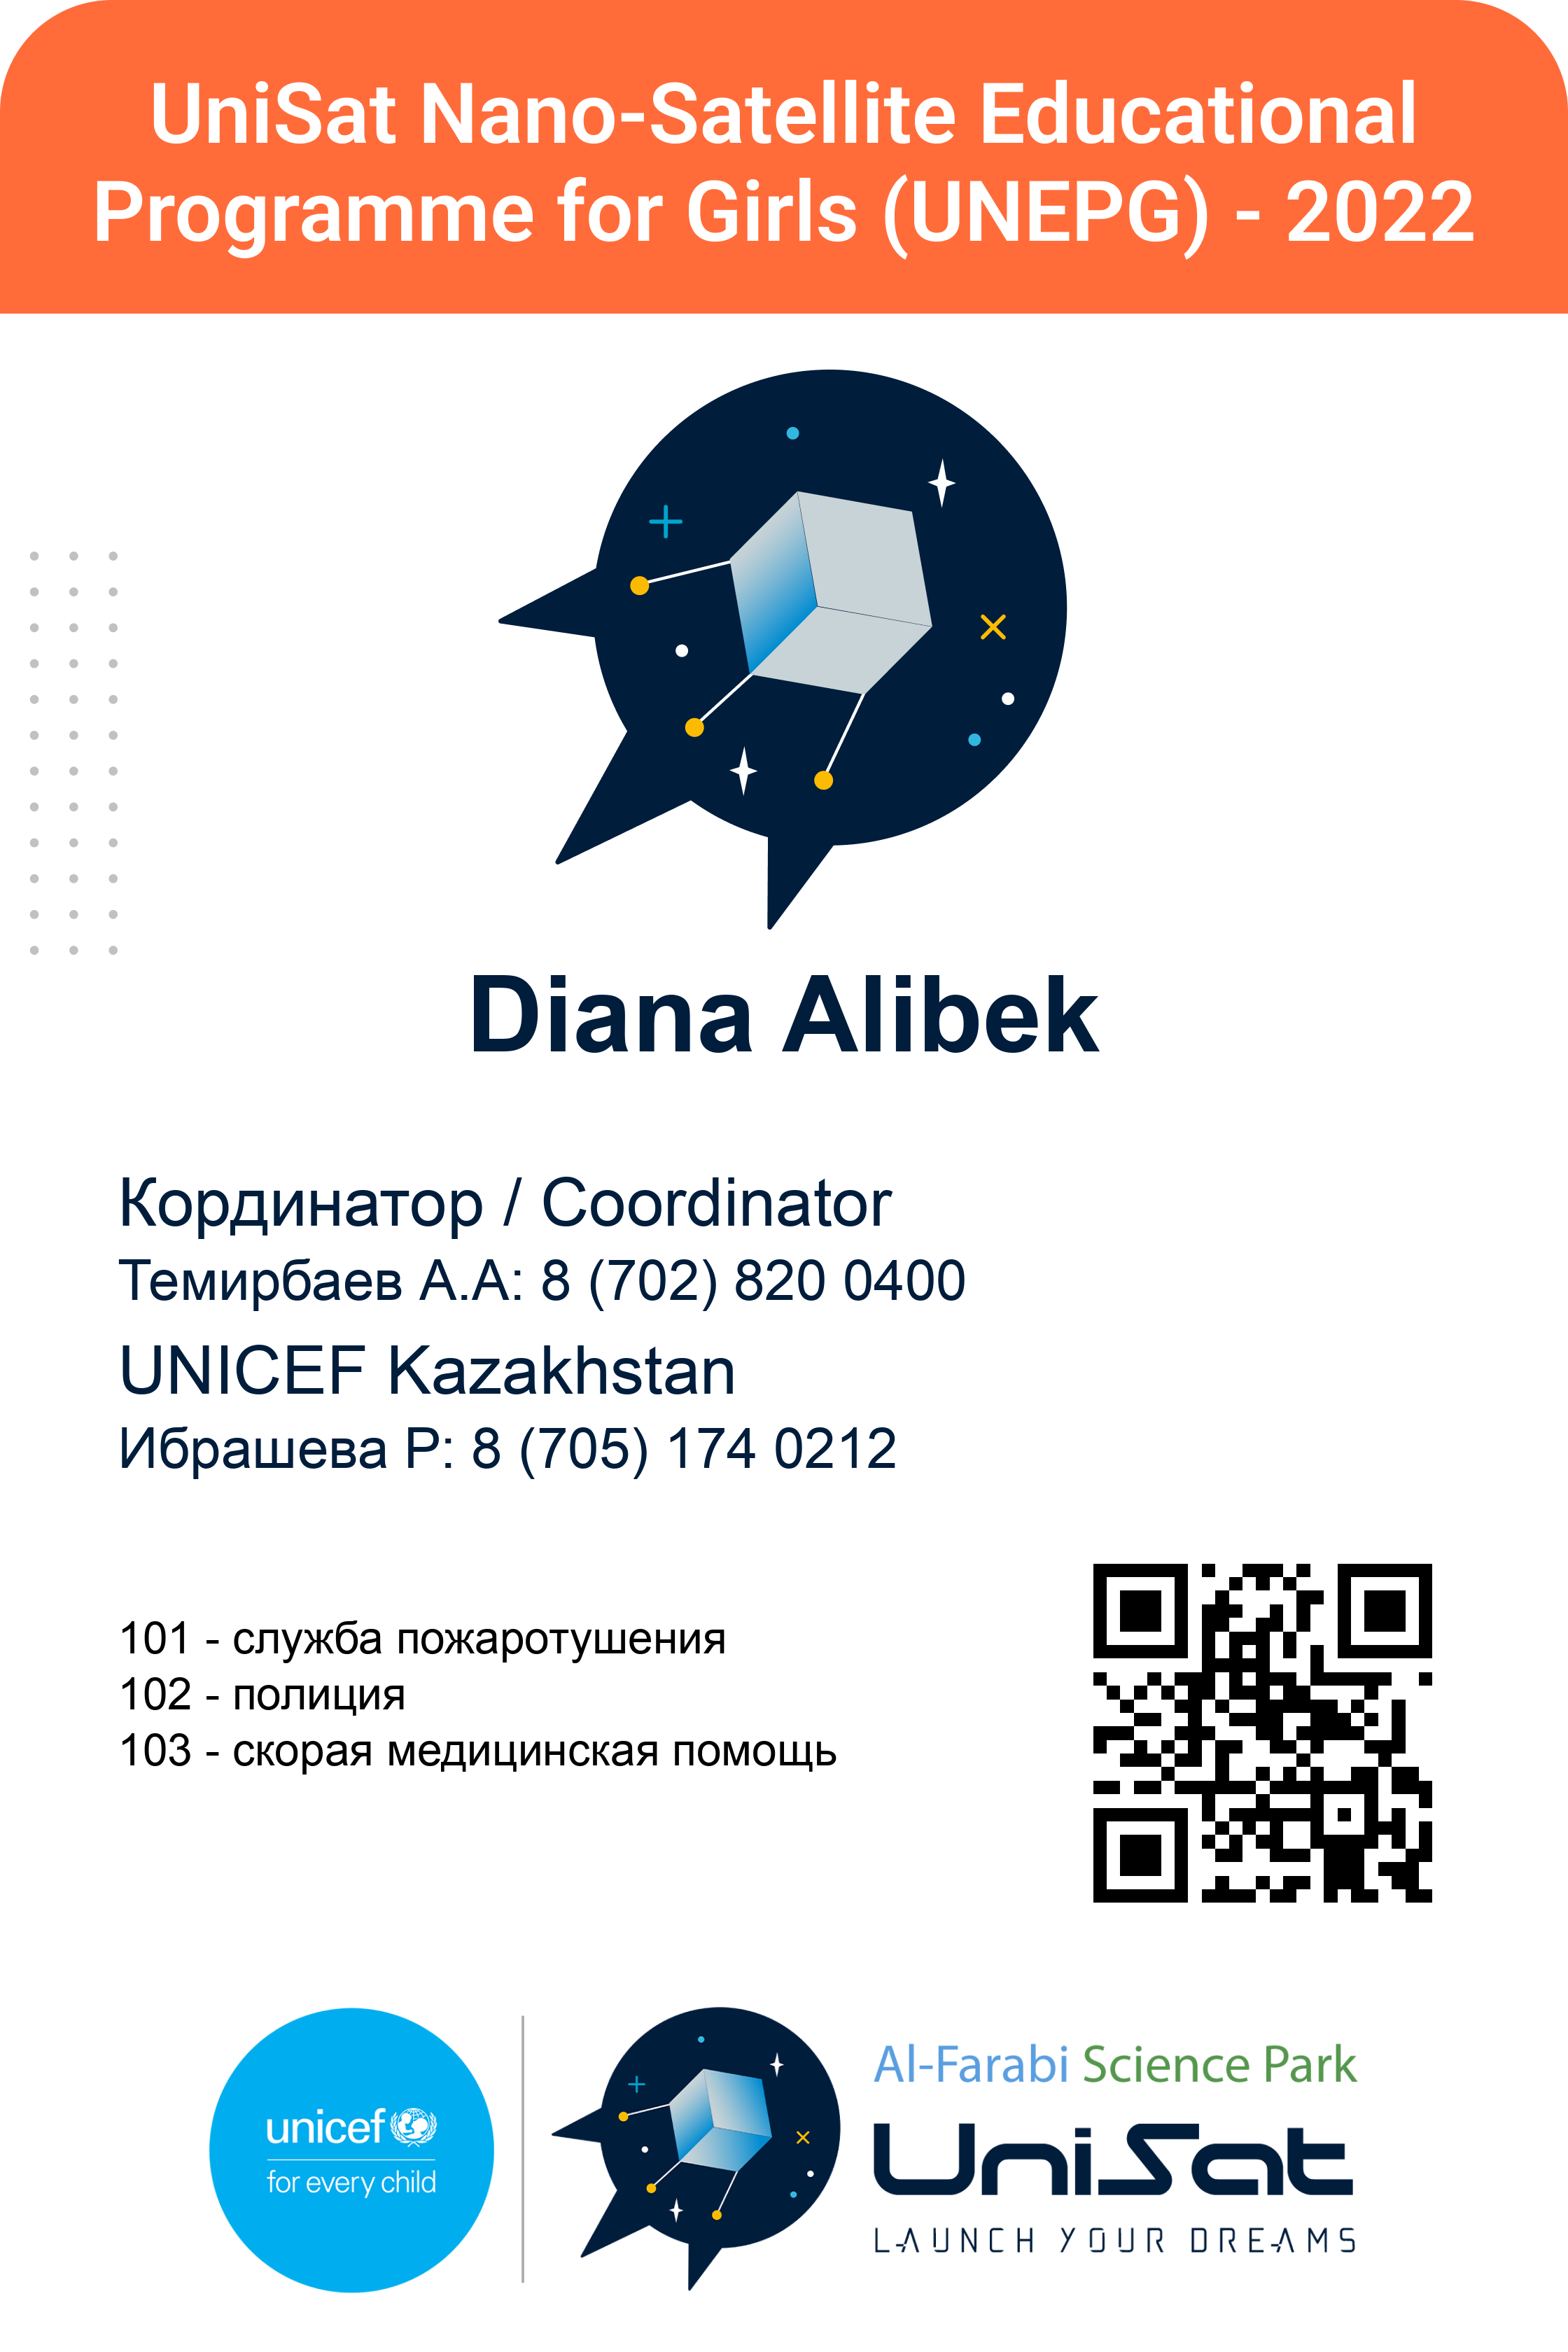 UniSat Nano-Satellite Educational
Programme for Girls (UNEPG) - 2022
Diana Alibek
Кординатор / Coordinator
Темирбаев А.А: 8 (702) 820 0400
UNICEF Kazakhstan
Ибрашева Р: 8 (705) 174 0212
101 - служба пожаротушения
102 - полиция
103 - скорая медицинская помощь
unicef
for every child
Al-Farabi Science Park
UniSat
LAUNCH YOUR DREAMS